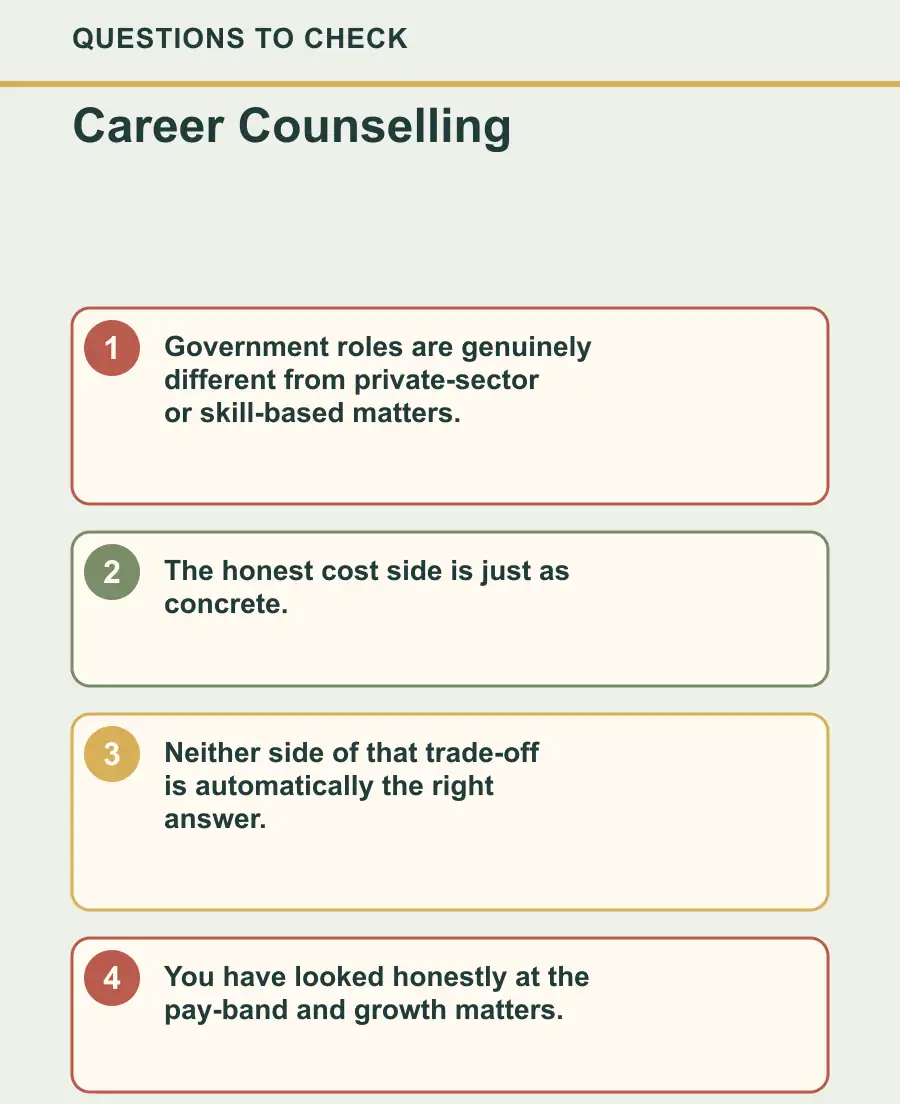 QUESTIONS TO CHECK
Career Counselling
1
Government roles are genuinely
different from private-sector
or skill-based matters.
2
The honest cost side is just as
concrete.
3
Neither side of that trade-off
is automatically the right
answer.
4
You have looked honestly at the
pay-band and growth matters.